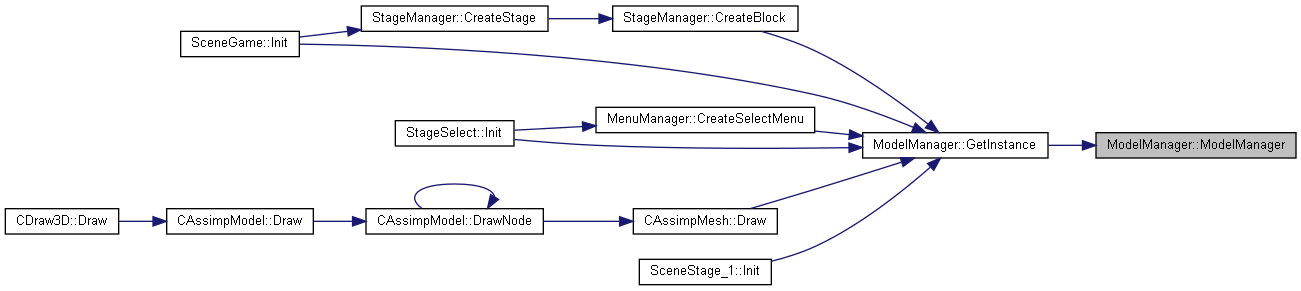 StageManager::CreateStage
StageManager::CreateBlock
SceneGame::Init
MenuManager::CreateSelectMenu
StageSelect::Init
ModelManager::GetInstance
ModelManager::ModelManager
CDraw3D::Draw
CAssimpModel::Draw
CAssimpModel::DrawNode
CAssimpMesh::Draw
SceneStage_1::Init